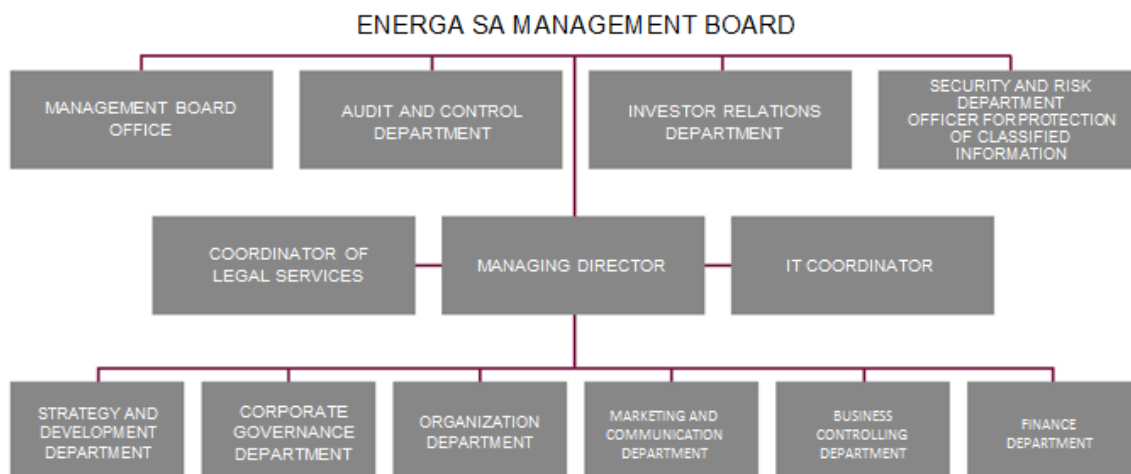 ENERGA SA MANAGEMENT BOARD
MANAGEMENT BOARD
OFFICE
AUDIT AND CONTROL
DEPARTMENT
INVESTOR RELATIONS
DEPARTMENT
SECURITY AND RISK
DEPARTMENT
OFFICER FOR PROTECTION
OF CLASSIFIED
INFORMATION
COORDINATOR OF
LEGAL SERVICES
MANAGING DIRECTOR
IT COORDINATOR
STRATEGY AND
DEVELOPMENT
DEPARTMENT
CORPORATE
GOVERNANCE
DEPARTMENT
ORGANIZATION
DEPARTMENT
MARKETING AND
COMMUNICATION
DEPARTMENT
BUSINESS
CONTROLLING
DEPARTMENT
FINANCE
DEPARTMENT